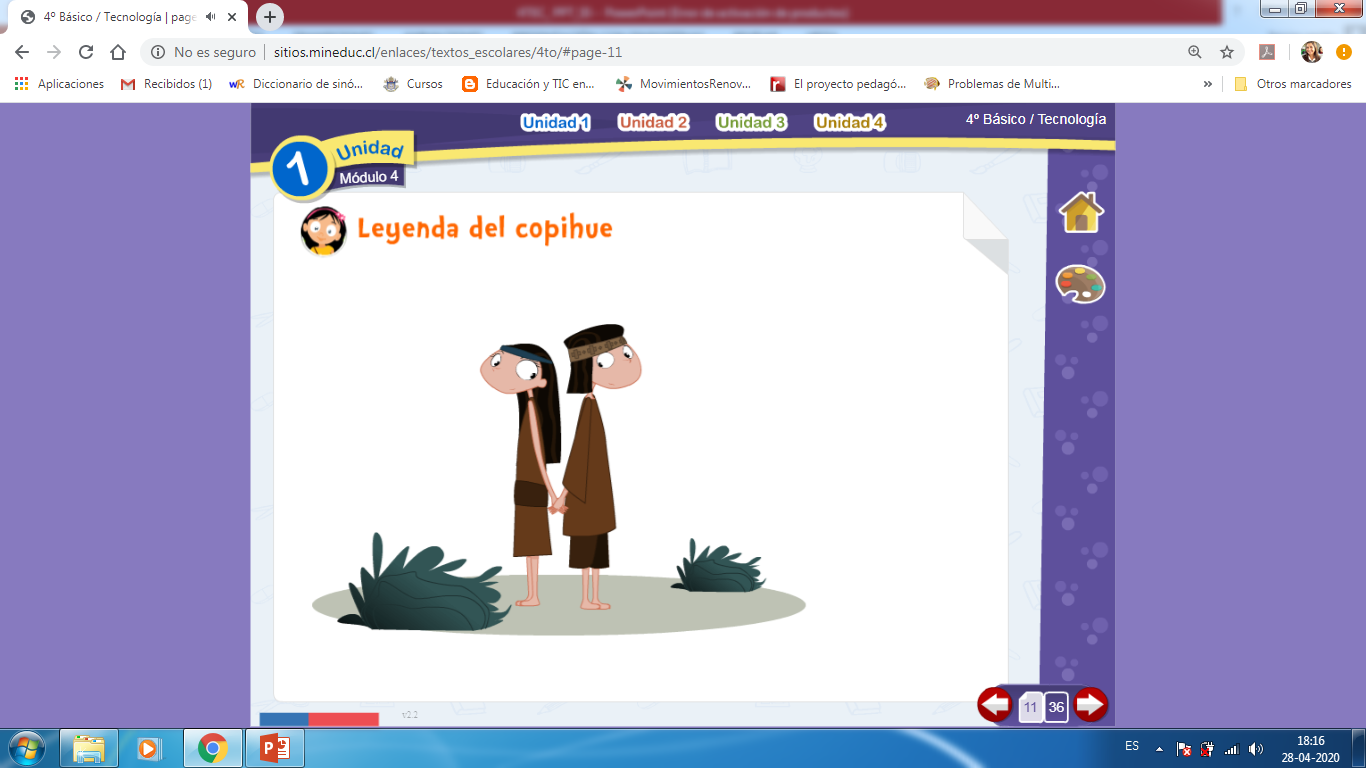 4º Básico / Tecnología | page
No es seguro | sitios.mineduc.cl/enlaces/textos_escolares/4to/#page-11
Aplicaciones
Recibidos (1)
Diccionario de sinó...
Cursos
Educación y TIC en...
MovimientosRenov...
El proyecto pedagó...
Problemas de Multi...
»
Otros marcadores
Unidad 1
Unidad 2
Unidad 3
Unidad 4
4º Básico / Tecnología
1
Unidad
Módulo 4
Leyenda del copihue
11
36
v2.2
ES
18:16
28-04-2020